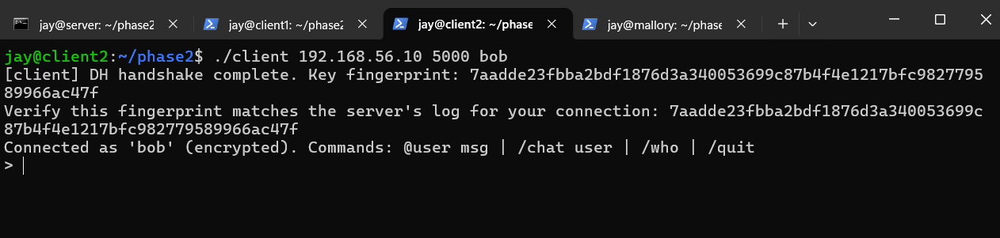 jay@server: ~/phase2
jay@client1: ~/phase2
jay@client2: ~/phase
jay@mallory: ~/phase
jay@client2:~/phase2$ ./client 192.168.56.10 5000 bob
[client] DH handshake complete. Key fingerprint: 7aadde23fbba2bdf1876d3a340053699c87b4f4e1217bfc9827795
89966ac47f
Verify this fingerprint matches the server's log for your connection: 7aadde23fbba2bdf1876d3a340053699c
87b4f4e1217bfc982779589966ac47f
Connected as 'bob' (encrypted). Commands: @user msg | /chat user | /who | /quit
>